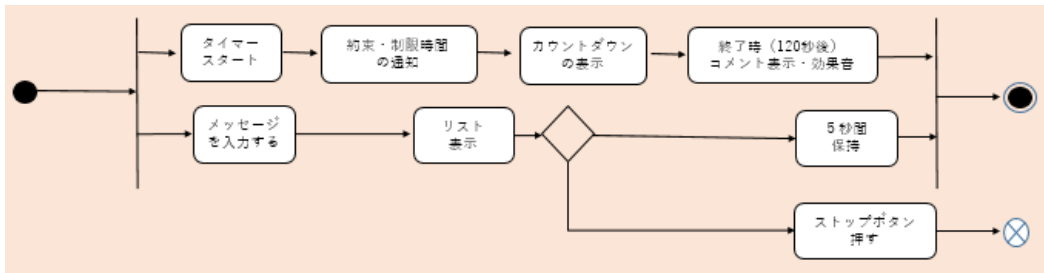 タイマー
スタート
約束・制限時間
の通知
カウントダウン
の表示
終了時（120秒後）
コメント表示・効果音
メッセージ
を入力する
リスト
表示
5秒間
保持
ストップボタン
押す